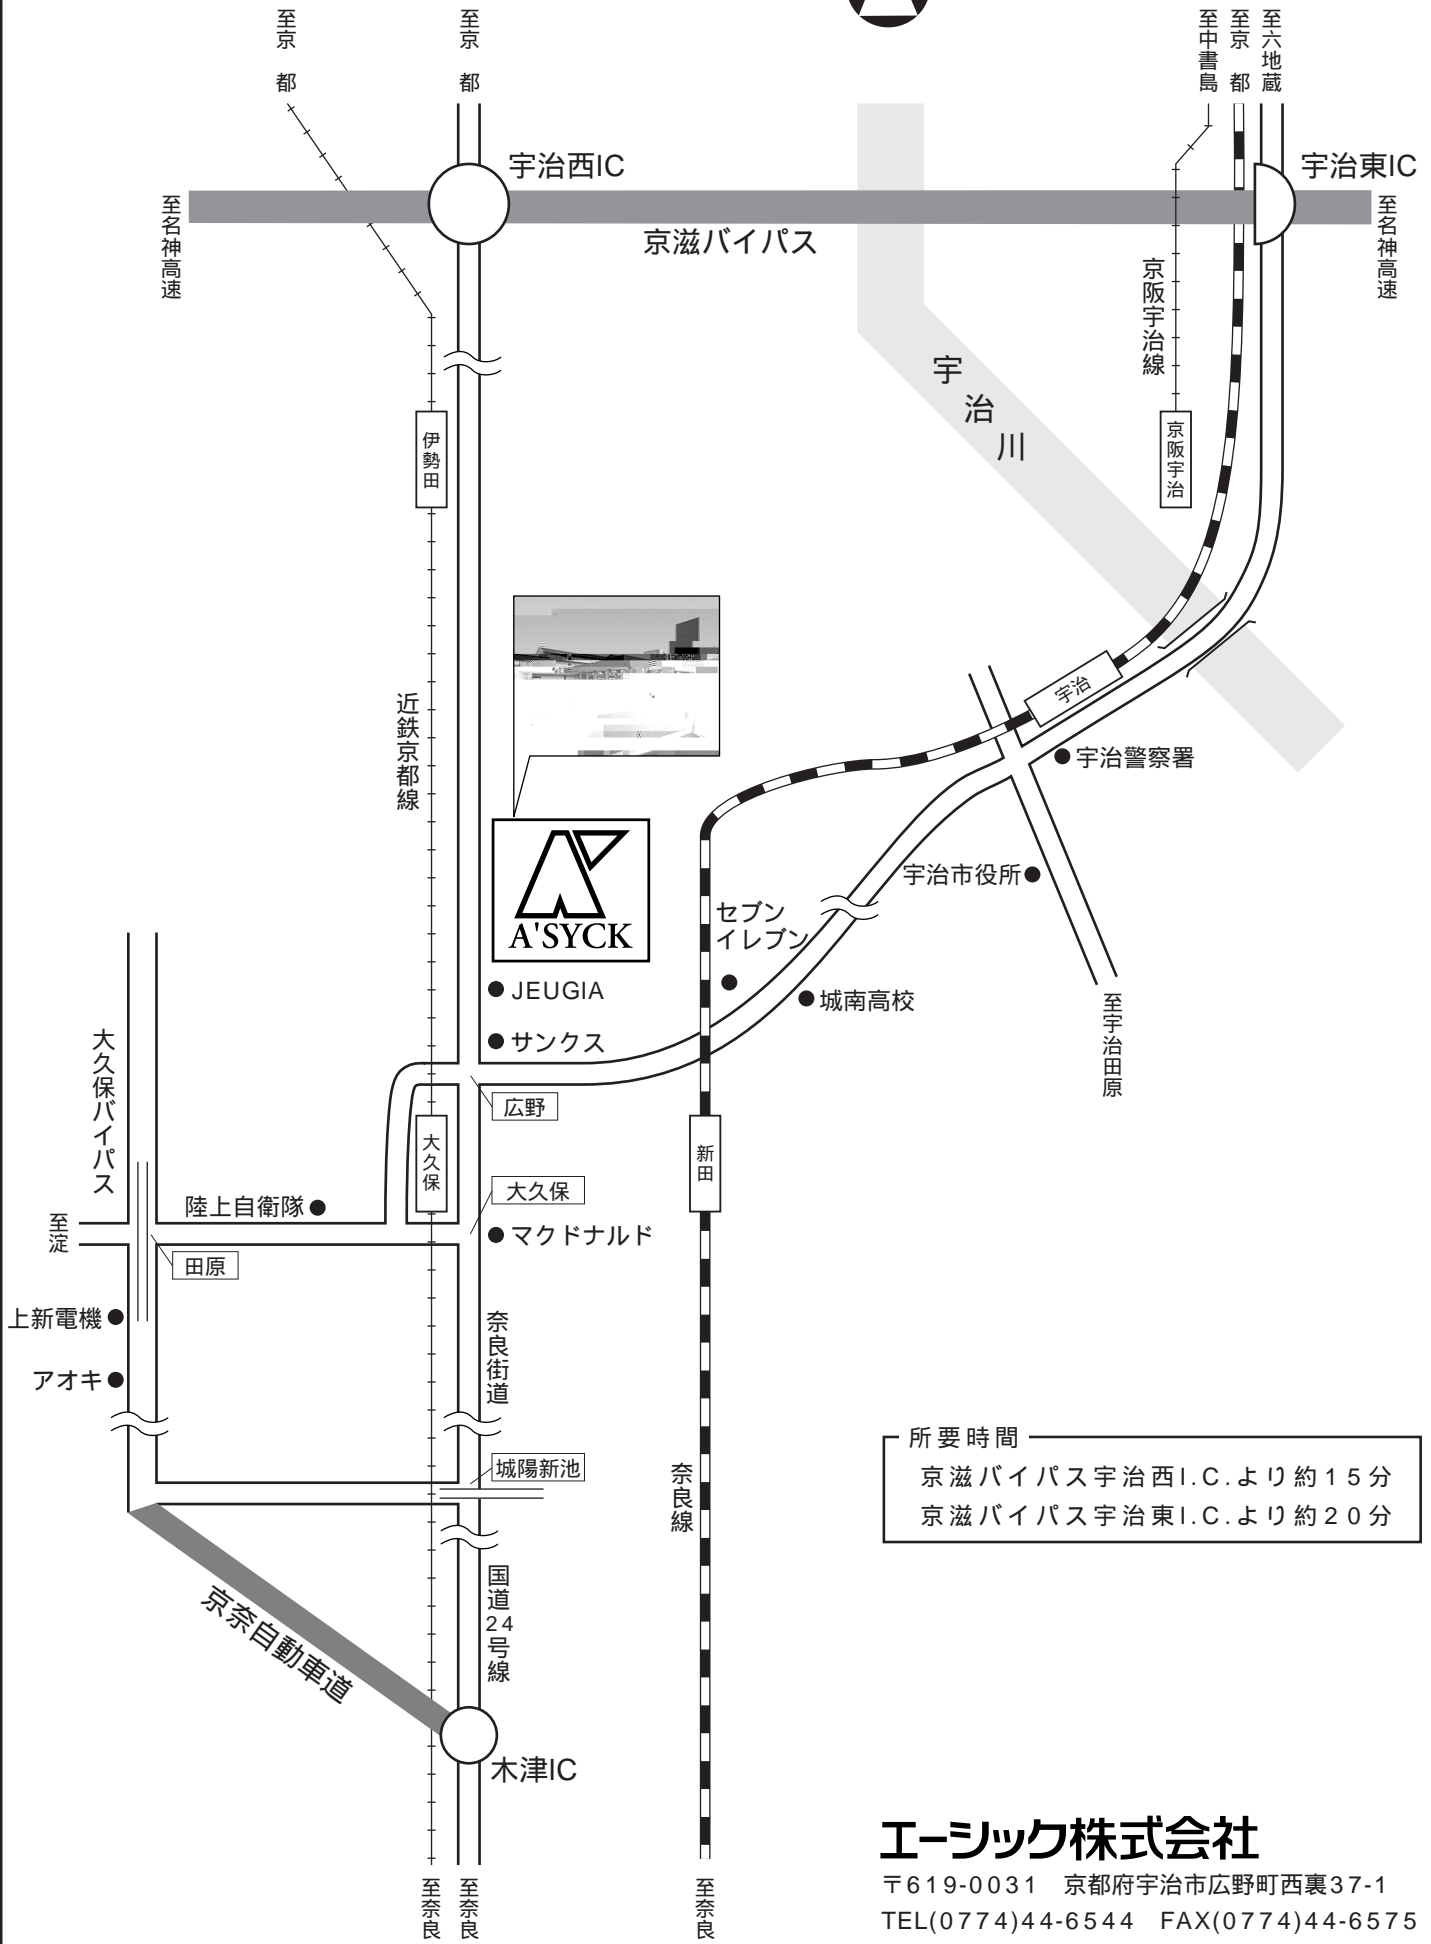 至京　都
至京　都
至中書島
至京　都
至六地蔵
宇治西IC
宇治東IC
至名神高速
京滋バイパス
至名神高速
京阪宇治線
宇治川
伊勢田
京阪宇治
近鉄京都線
宇治
宇治警察署
A'SYCK
宇治市役所
セブン
イレブン
JEUGIA
城南高校
サンクス
至宇治田原
大久保バイパス
広野
大久保
新田
陸上自衛隊
大久保
至淀
マクドナルド
田原
上新電機
奈良街道
アオキ
城陽新池
奈良線
所要時間
京滋バイパス宇治西I.C.より約15分
京滋バイパス宇治東I.C.より約20分
国道24号線
京奈自動車道
木津IC
至奈良
至奈良
至奈良
エーシック株式会社
〒619-0031　京都府宇治市広野町西裏37-1
TEL(0774)44-6544　FAX(0774)44-6575